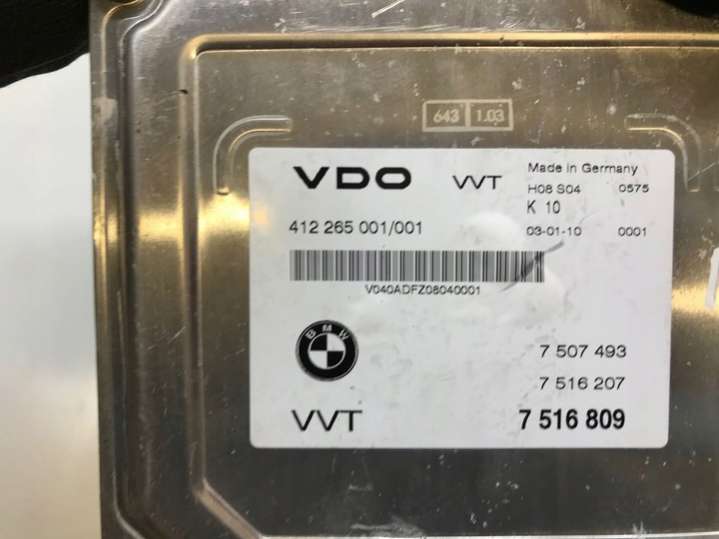 643 1.03
VDO VVT Made in Germany
H08 S04 0575
K 10
412 265 001/001 03-01-10 0001
V040ADFZ08040001
BMW
7 507 493
7 516 207
VVT 7 516 809